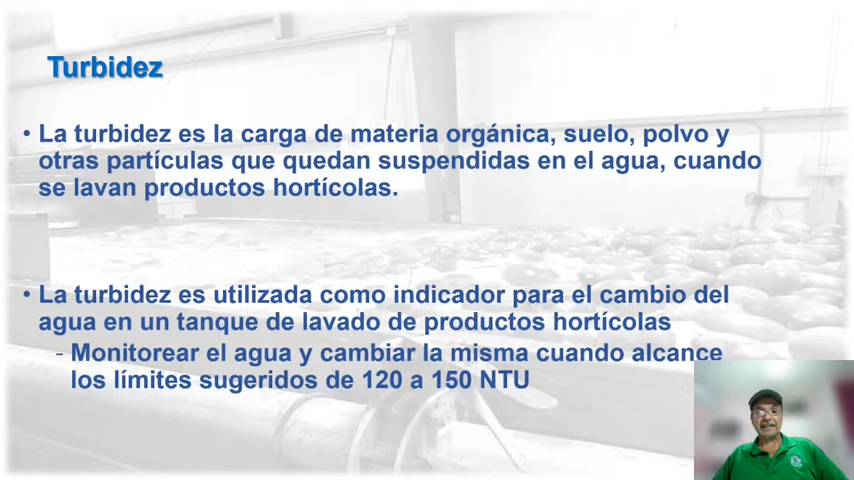 Turbidez
• La turbidez es la carga de materia orgánica, suelo, polvo y
otras partículas que quedan suspendidas en el agua, cuando
se lavan productos hortícolas.
• La turbidez es utilizada como indicador para el cambio del
agua en un tanque de lavado de productos hortícolas
- Monitorear el agua y cambiar la misma cuando alcance
los límites sugeridos de 120 a 150 NTU